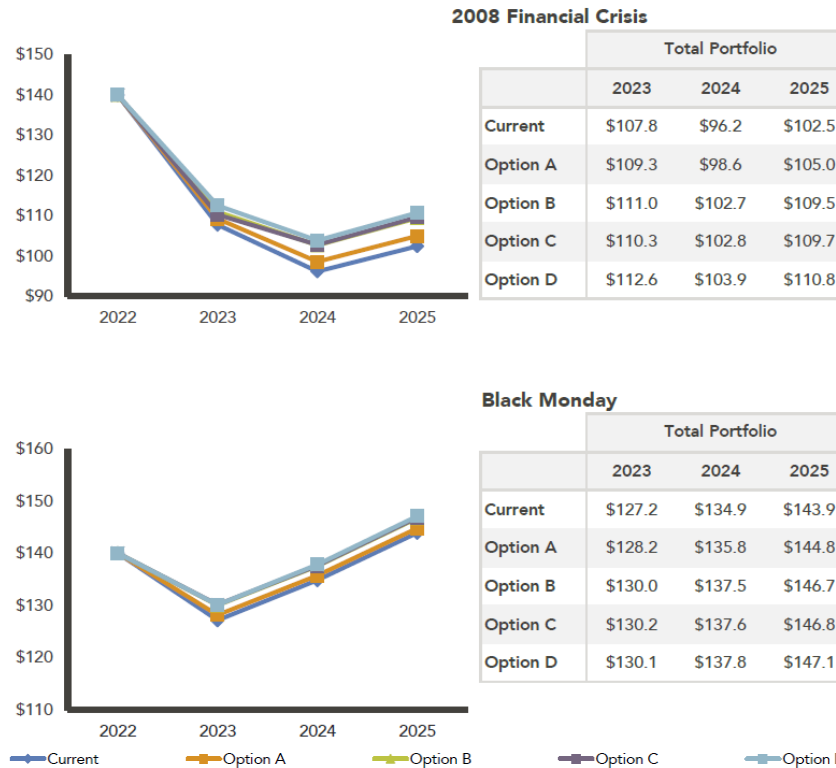 2008 Financial Crisis
$150
$140
$130
$120
$110
$100
$90
2022 2023 2024 2025
Total Portfolio
2023 2024 2025
Current $107.8 $96.2 $102.5
Option A $109.3 $98.6 $105.0
Option B $111.0 $102.7 $109.5
Option C $110.3 $102.8 $109.7
Option D $112.6 $103.9 $110.8
Black Monday
$160
$150
$140
$130
$120
$110
2022 2023 2024 2025
Total Portfolio
2023 2024 2025
Current $127.2 $134.9 $143.9
Option A $128.2 $135.8 $144.8
Option B $130.0 $137.5 $146.7
Option C $130.2 $137.6 $146.8
Option D $130.1 $137.8 $147.1
Current Option A Option B Option C Option